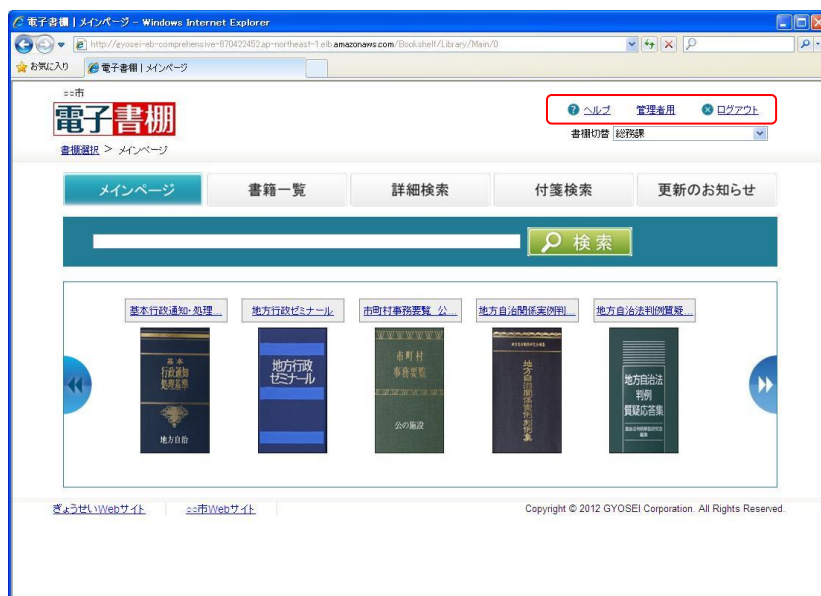 電子書棚 | メインページ - Windows Internet Explorer
http://gyosei-eb-comprehensive-870422452.ap-northeast-1.elb.amazonaws.com/Bookshelf/Library/Main/0
お気に入り 電子書棚 | メインページ
○○市
電子書棚
ヘルプ 管理者用 ログアウト
書棚切替 総務課
書棚選択 > メインページ
メインページ 書籍一覧 詳細検索 付箋検索 更新のお知らせ
検索
基本行政通知・処理... 地方行政ゼミナール 市町村事務要覧 公... 地方自治関係実例判... 地方自治法判例質疑...
基本
行政通知
処理基準
地方自治
地方行政
ゼミナール
市町村
事務要覧
公の施設
地方自治関係実例判例集
地方自治法
判例
質疑応答集
ぎょうせいWebサイト ○○市Webサイト Copyright © 2012 GYOSEI Corporation. All Rights Reserved.